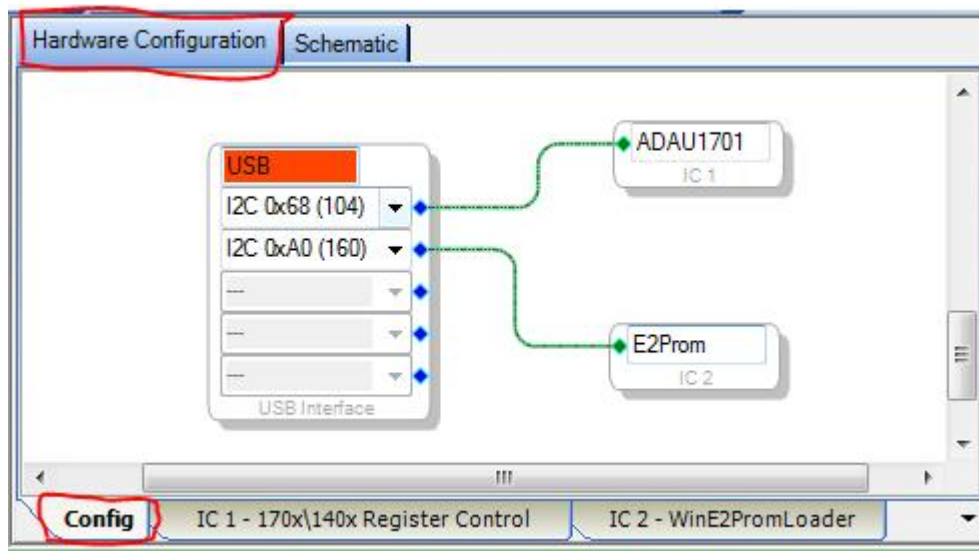 Hardware Configuration Schematic
USB
I2C 0x68 (104)
I2C 0xA0 (160)
---
---
---
USB Interface
ADAU1701
IC 1
E2Prom
IC 2
Config IC 1 - 170x\140x Register Control IC 2 - WinE2PromLoader